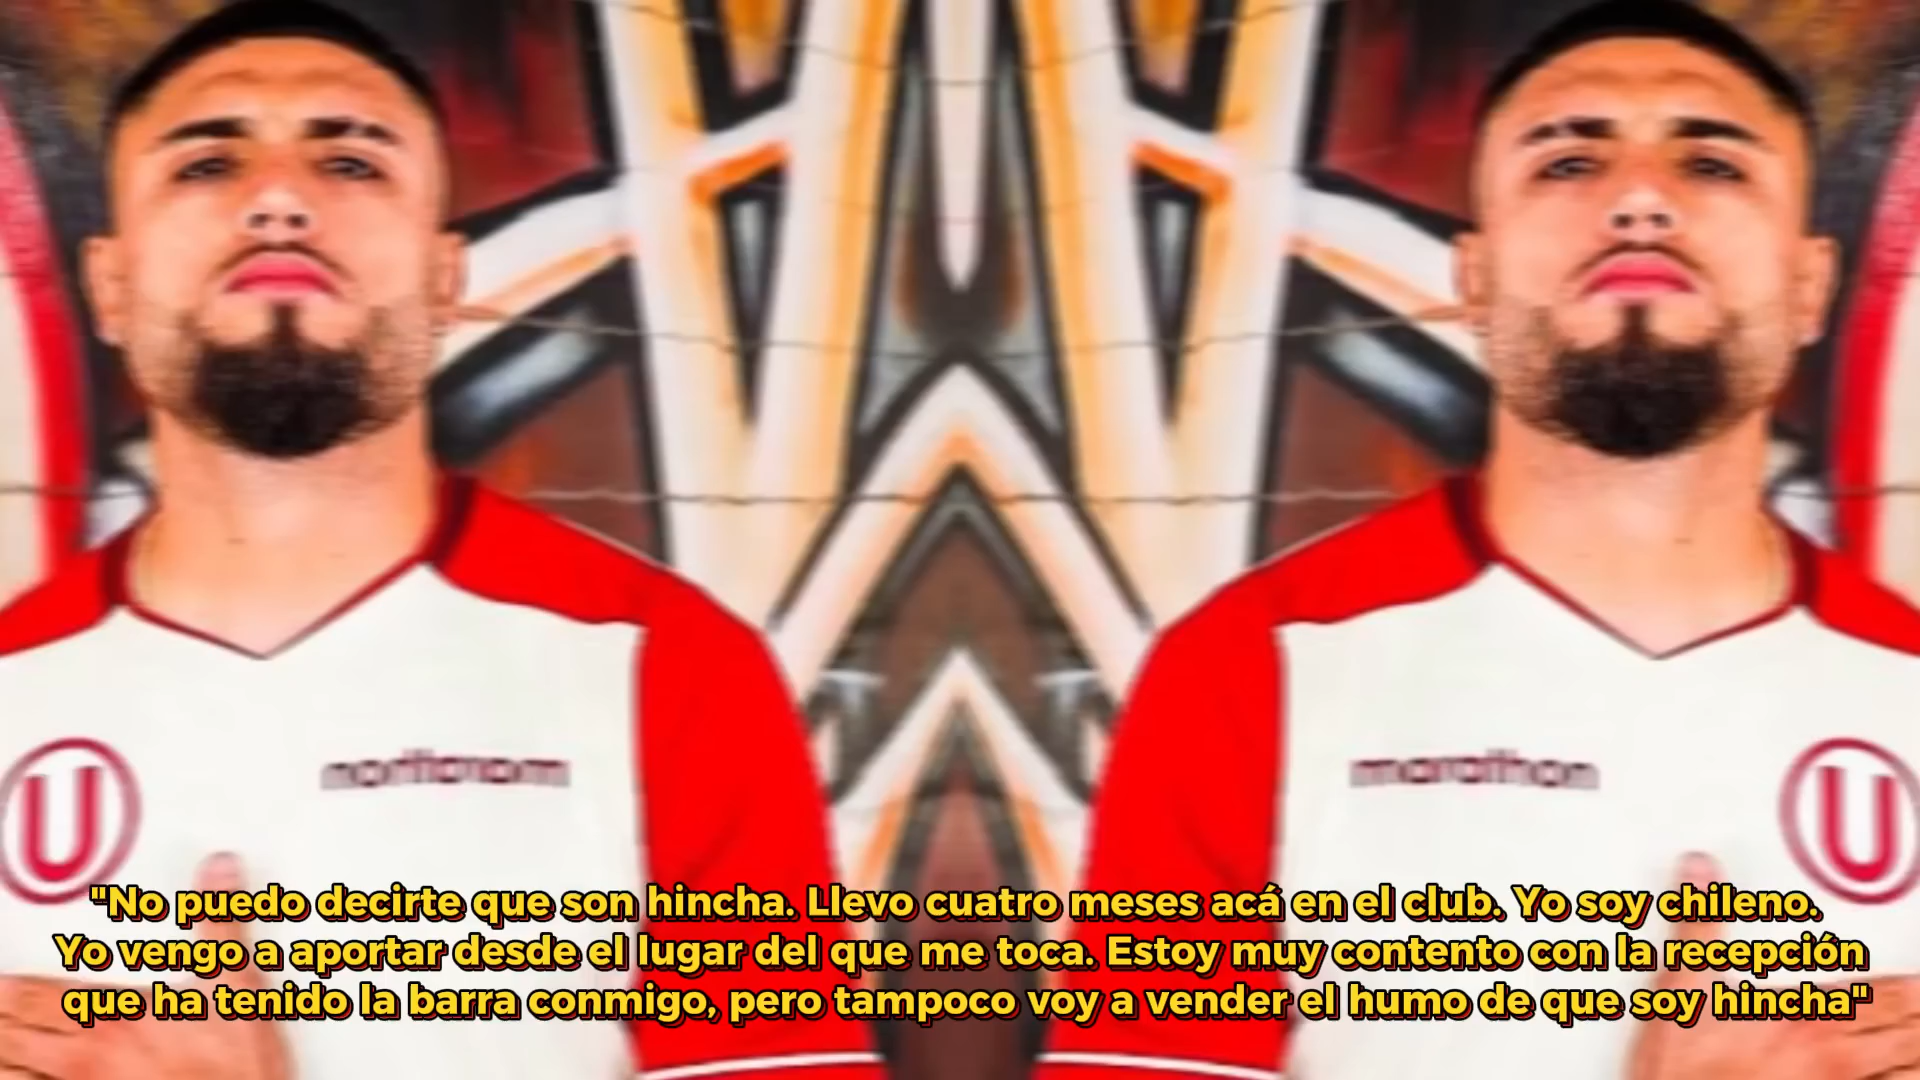 U
marathon
U
"No puedo decirte que son hincha. Llevo cuatro meses acá en el club. Yo soy chileno.
Yo vengo a aportar desde el lugar del que me toca. Estoy muy contento con la recepción
que ha tenido la barra conmigo, pero tampoco voy a vender el humo de que soy hincha"